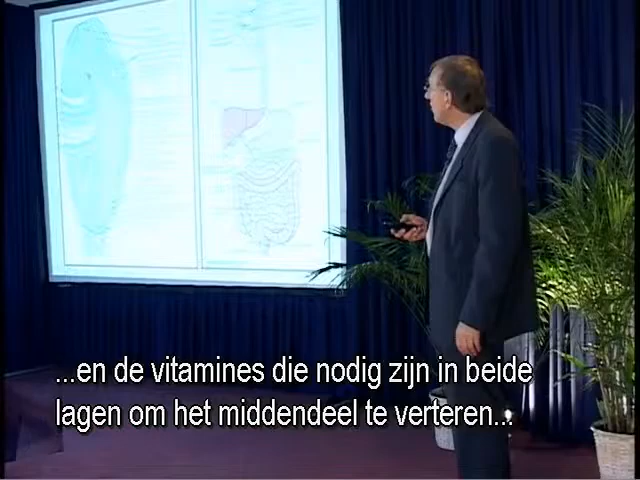 ...en de vitamines die nodig zijn in beide
lagen om het middendeel te verteren...